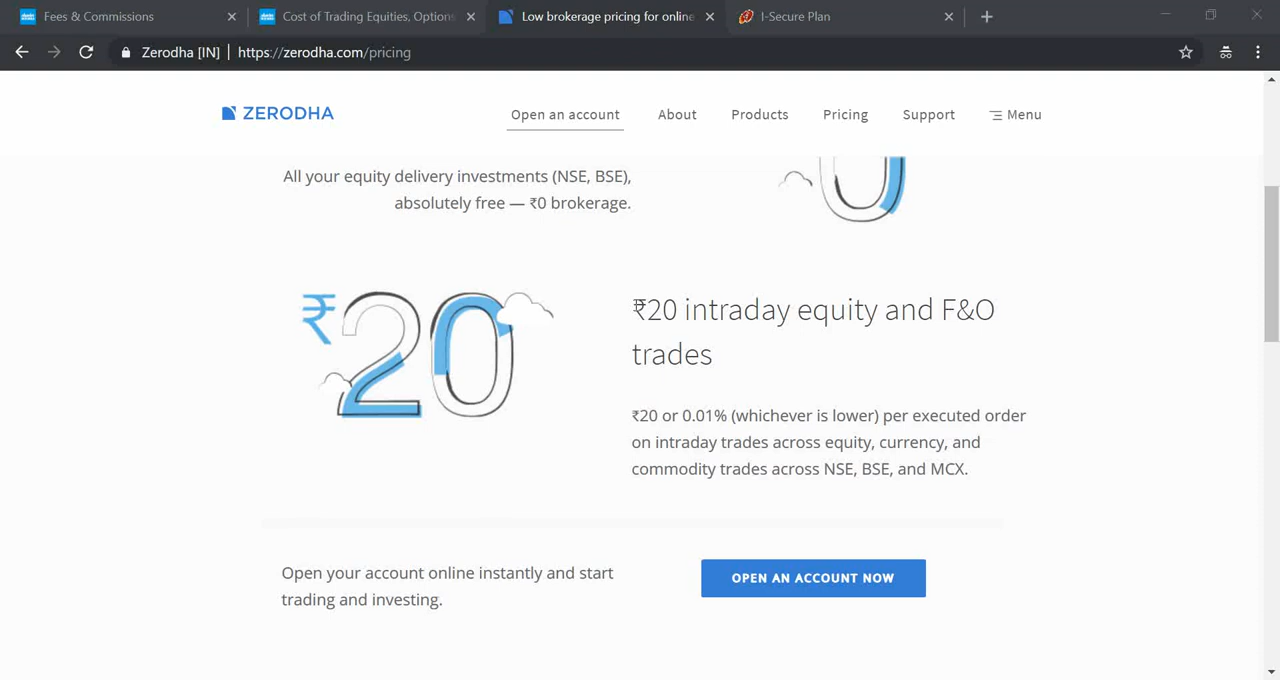 Fees & Commissions
Cost of Trading Equities, Options
Low brokerage pricing for online
I-Secure Plan
Zerodha [IN] | https://zerodha.com/pricing
ZERODHA
Open an account
About
Products
Pricing
Support
Menu
All your equity delivery investments (NSE, BSE),
absolutely free — ₹0 brokerage.
0
₹20
₹20 intraday equity and F&O
trades
₹20 or 0.01% (whichever is lower) per executed order
on intraday trades across equity, currency, and
commodity trades across NSE, BSE, and MCX.
Open your account online instantly and start
trading and investing.
OPEN AN ACCOUNT NOW